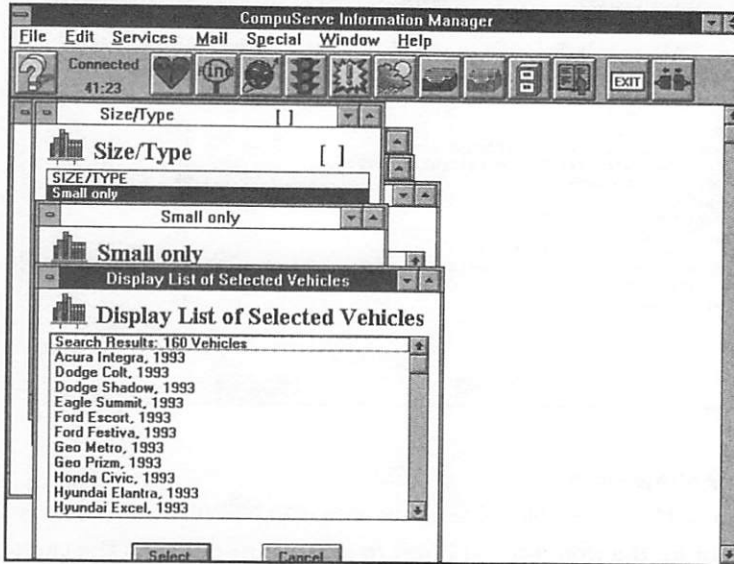 CompuServe Information Manager
File Edit Services Mail Special Window Help
Connected
41:23
FIND
EXIT
Size/Type [ ]
Size/Type [ ]
SIZE/TYPE
Small only
Small only
Small only
Display List of Selected Vehicles
Display List of Selected Vehicles
Search Results: 160 Vehicles
Acura Integra, 1993
Dodge Colt, 1993
Dodge Shadow, 1993
Eagle Summit, 1993
Ford Escort, 1993
Ford Festiva, 1993
Geo Metro, 1993
Geo Prizm, 1993
Honda Civic, 1993
Hyundai Elantra, 1993
Hyundai Excel, 1993
Select
Cancel